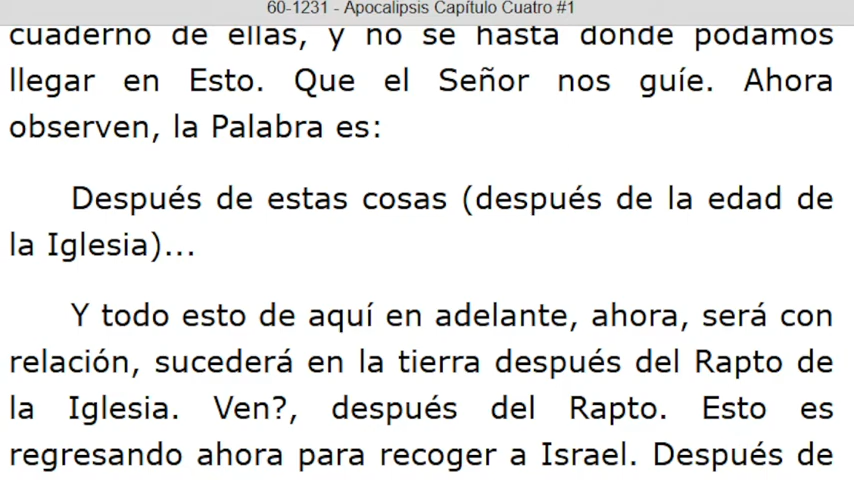 60-1231 - Apocalipsis Capítulo Cuatro #1
cuaderno de ellas, y no sé hasta dónde podamos
llegar en Esto. Que el Señor nos guíe. Ahora
observen, la Palabra es:
Después de estas cosas (después de la edad de
la Iglesia)...
Y todo esto de aquí en adelante, ahora, será con
relación, sucederá en la tierra después del Rapto de
la Iglesia. Ven?, después del Rapto. Esto es
regresando ahora para recoger a Israel. Después de